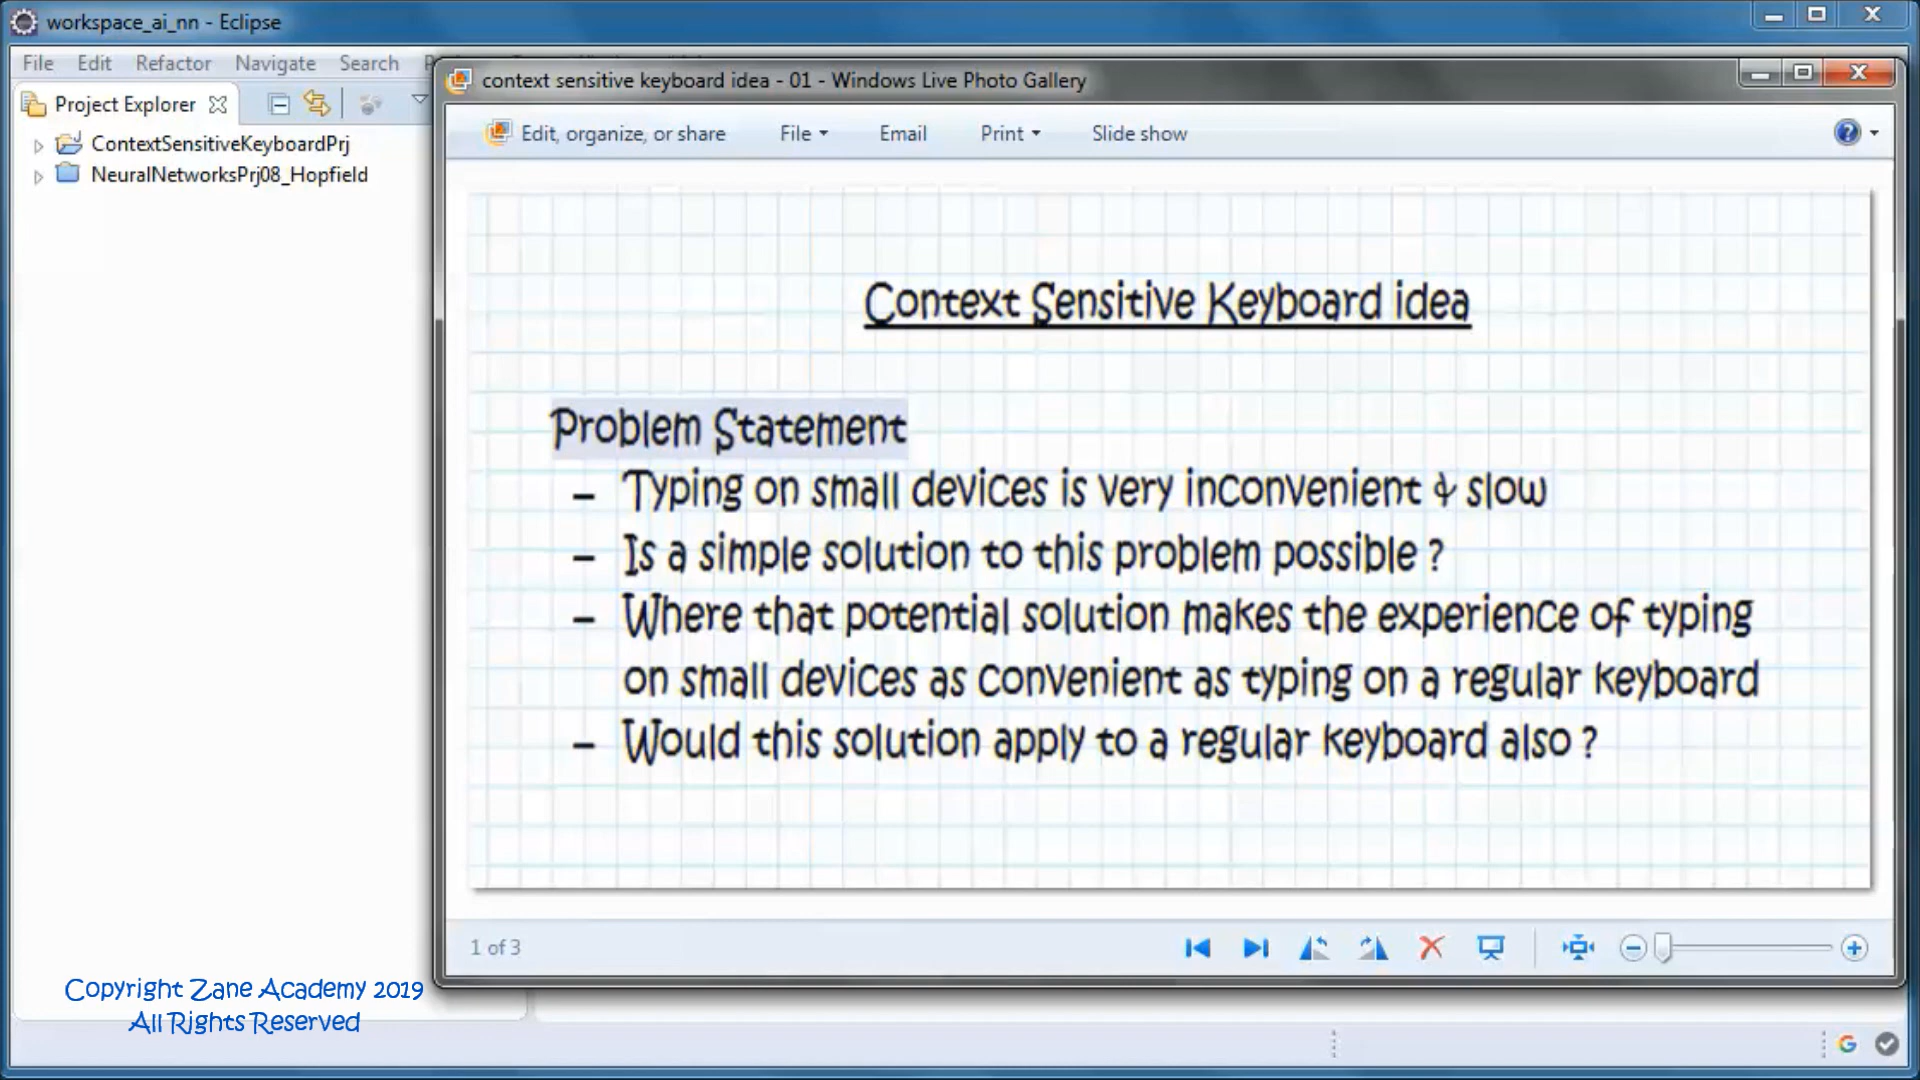 workspace_ai_nn - Eclipse
File Edit Refactor Navigate Search
context sensitive keyboard idea - 01 - Windows Live Photo Gallery
Project Explorer
Edit, organize, or share File Email Print Slide show
ContextSensitiveKeyboardPrj
NeuralNetworksPrj08_Hopfield
Context Sensitive Keyboard idea
Problem Statement
– Typing on small devices is very inconvenient & slow
– Is a simple solution to this problem possible ?
– Where that potential solution makes the experience of typing
on small devices as convenient as typing on a regular keyboard
– Would this solution apply to a regular keyboard also ?
1 of 3
Copyright Zane Academy 2019
All Rights Reserved